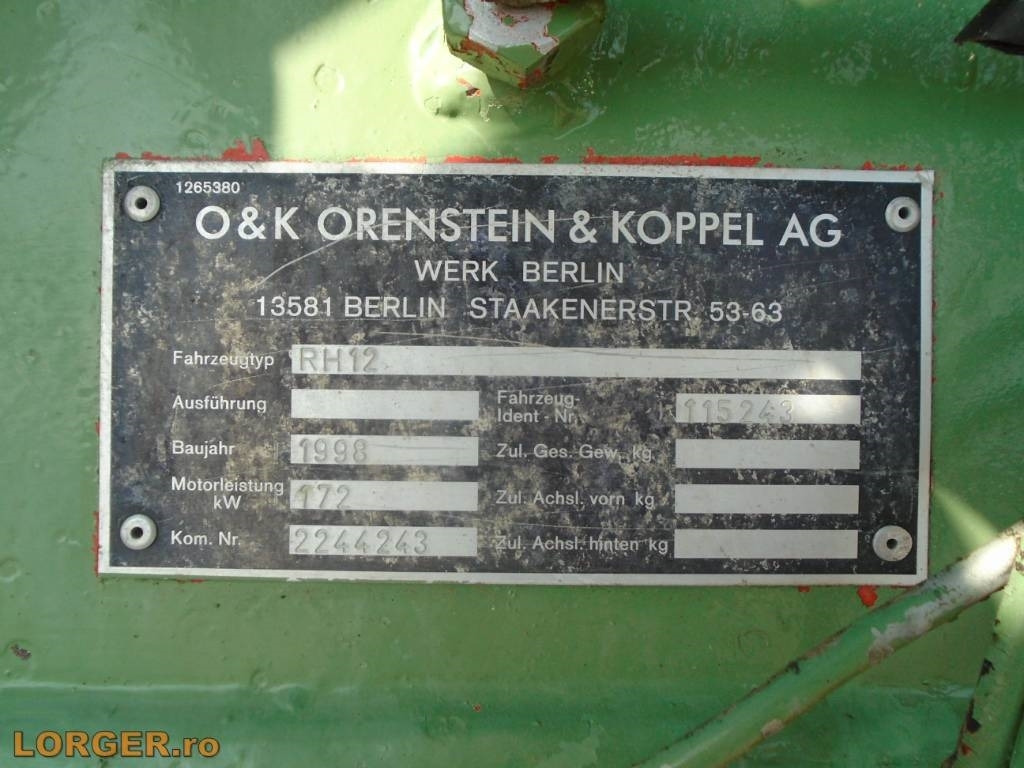 1265380
O & K ORENSTEIN & KOPPEL AG
WERK BERLIN
13581 BERLIN STAAKENERSTR 53-63
Fahrzeugtyp RH12
Ausführung Fahrzeug-
Ident - Nr. 115243
Baujahr 1998 Zul. Ges. Gew. kg
Motorleistung
kW 172 Zul. Achsl. vorn kg
Kom. Nr. 2244243 Zul. Achsl. hinten kg
LORGER.ro